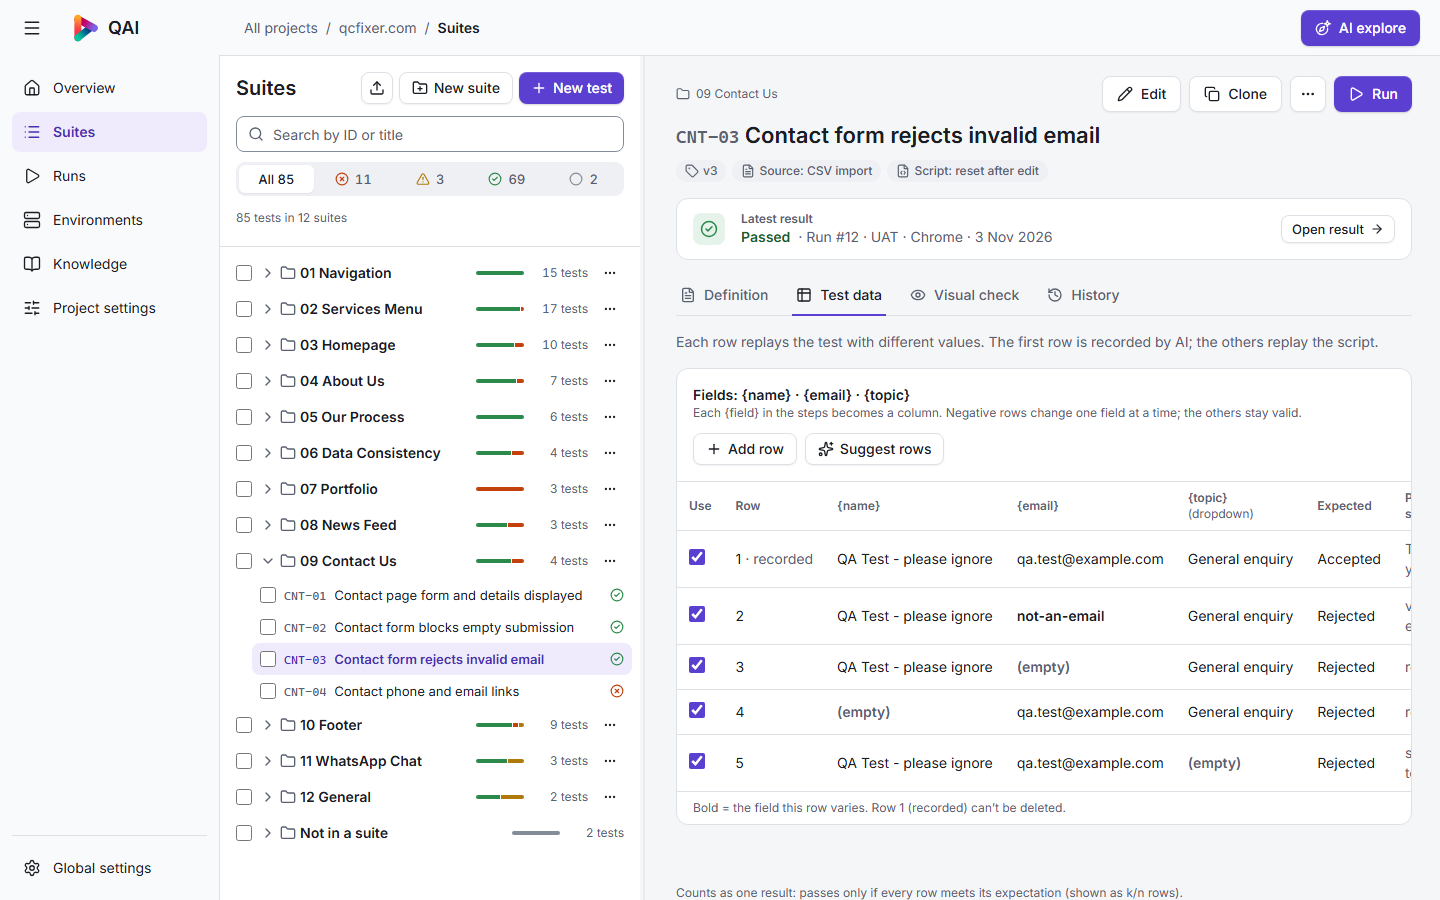 QAI
All projects / qcfixer.com / Suites
AI explore
Overview
Suites
Runs
Environments
Knowledge
Project settings
Global settings
Suites
New suite
New test
Search by ID or title
All 85
11
3
69
2
85 tests in 12 suites
01 Navigation
15 tests
02 Services Menu
17 tests
03 Homepage
10 tests
04 About Us
7 tests
05 Our Process
6 tests
06 Data Consistency
4 tests
07 Portfolio
3 tests
08 News Feed
3 tests
09 Contact Us
4 tests
CNT-01 Contact page form and details displayed
CNT-02 Contact form blocks empty submission
CNT-03 Contact form rejects invalid email
CNT-04 Contact phone and email links
10 Footer
9 tests
11 WhatsApp Chat
3 tests
12 General
2 tests
Not in a suite
2 tests
09 Contact Us
Edit
Clone
Run
CNT-03 Contact form rejects invalid email
v3
Source: CSV import
Script: reset after edit
Latest result
Passed · Run #12 · UAT · Chrome · 3 Nov 2026
Open result
Definition
Test data
Visual check
History
Each row replays the test with different values. The first row is recorded by AI; the others replay the script.
Fields: {name} · {email} · {topic}
Each {field} in the steps becomes a column. Negative rows change one field at a time; the others stay valid.
Add row
Suggest rows
Use Row {name} {email} {topic} (dropdown) Expected
1 · recorded QA Test - please ignore qa.test@example.com General enquiry Accepted
2 QA Test - please ignore not-an-email General enquiry Rejected
3 QA Test - please ignore (empty) General enquiry Rejected
4 (empty) qa.test@example.com General enquiry Rejected
5 QA Test - please ignore qa.test@example.com (empty) Rejected
Bold = the field this row varies. Row 1 (recorded) can't be deleted.
Counts as one result: passes only if every row meets its expectation (shown as k/n rows).